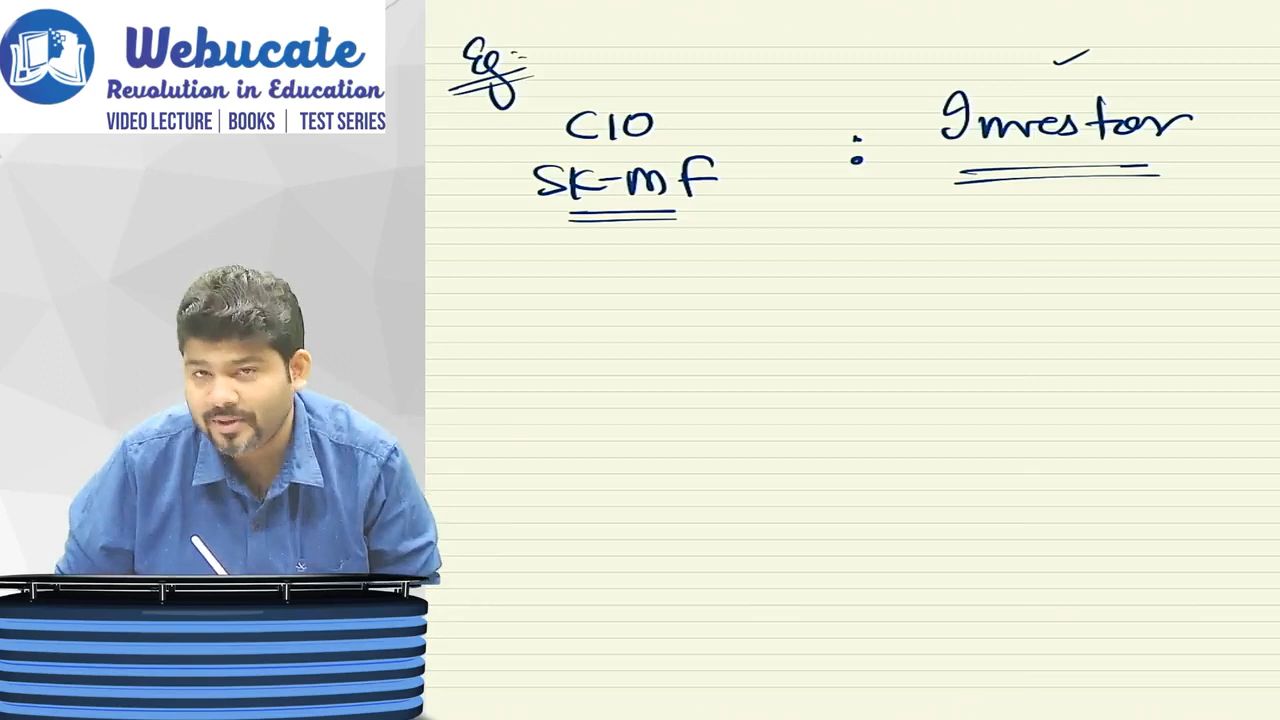 Webucate
Revolution in Education
VIDEO LECTURE | BOOKS | TEST SERIES
Eg:-
CIO : Investor
SK-MF